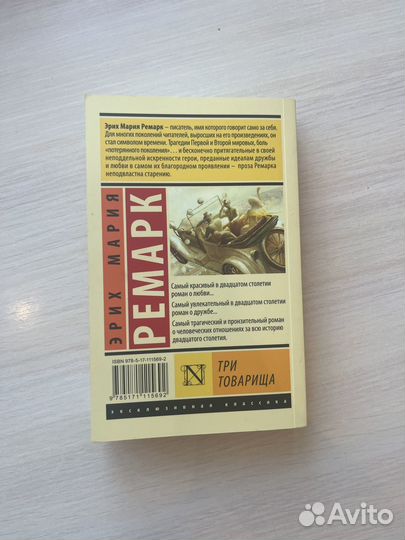 Эрих Мария Ремарк – писатель, имя которого говорит само за себя.
Для многих поколений читателей, выросших на его произведениях, он
стал символом времени. Трагедии Первой и Второй мировых, боль
«потерянного поколения»... и бесконечно притягательные в своей
неподдельной искренности герои, преданные идеалам дружбы
и любви в самом их благородном проявлении – проза Ремарка
неподвластна старению.
ЭРИХ МАРИЯ
РЕМАРК
Самый красивый в двадцатом столетии
роман о любви...
Самый увлекательный в двадцатом столетии
роман о дружбе...
Самый трагический и пронзительный роман
о человеческих отношениях за всю историю
двадцатого столетия.
ISBN 978-5-17-111569-2
9 785171 115692
N
ТРИ
ТОВАРИЩА
ЭКСКЛЮЗИВНАЯ КЛАССИКА
Avito